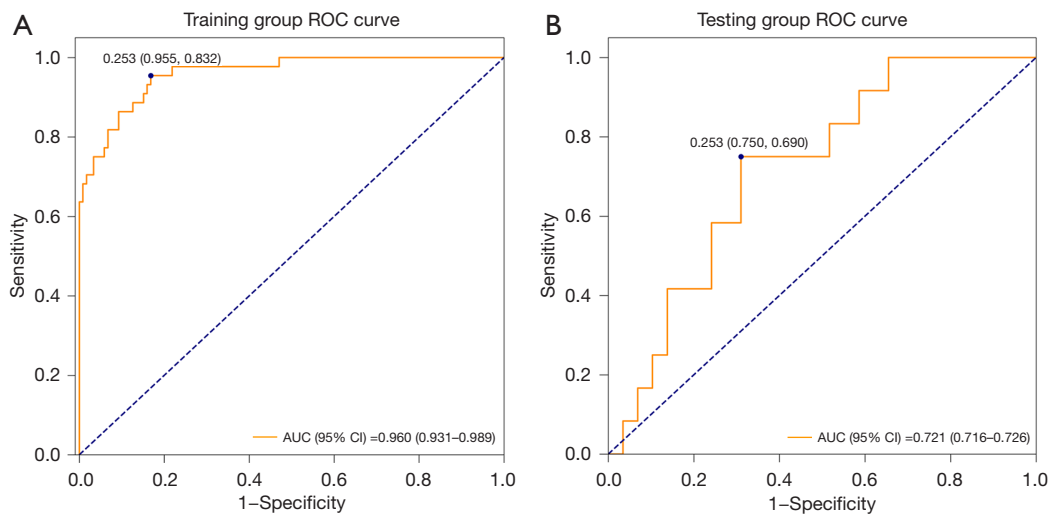 A
Training group ROC curve
1.0
0.8
0.6
0.4
0.2
0.0
Sensitivity
0.253 (0.955, 0.832)
AUC (95% CI) =0.960 (0.931–0.989)
0.0 0.2 0.4 0.6 0.8 1.0
1–Specificity
B
Testing group ROC curve
1.0
0.8
0.6
0.4
0.2
0.0
Sensitivity
0.253 (0.750, 0.690)
AUC (95% CI) =0.721 (0.716–0.726)
0.0 0.2 0.4 0.6 0.8 1.0
1–Specificity